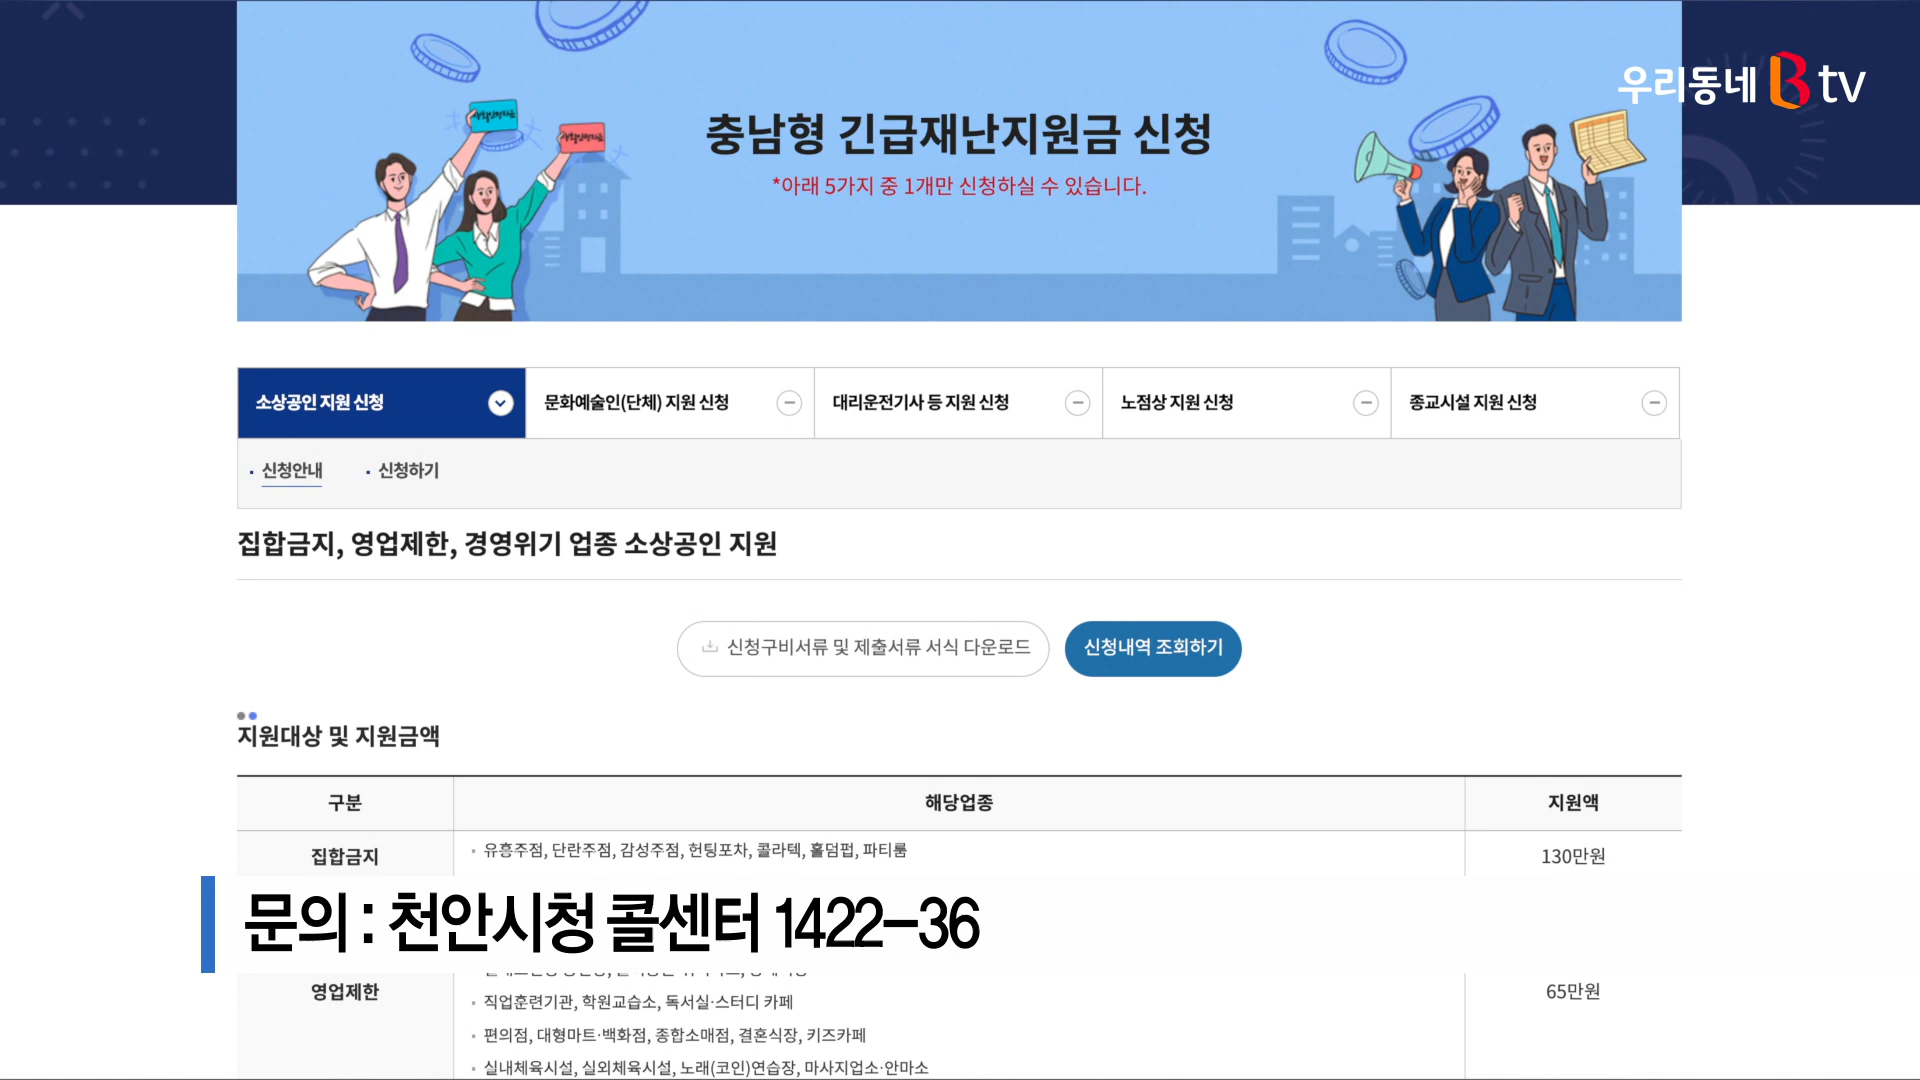 우리동네 B tv
충남형 긴급재난지원금 신청
*아래 5가지 중 1개만 신청하실 수 있습니다.
소상공인 지원 신청
문화예술인(단체) 지원 신청
대리운전기사 등 지원 신청
노점상 지원 신청
종교시설 지원 신청
신청안내
신청하기
집합금지, 영업제한, 경영위기 업종 소상공인 지원
신청구비서류 및 제출서류 서식 다운로드
신청내역 조회하기
지원대상 및 지원금액
구분
해당업종
지원액
집합금지
유흥주점, 단란주점, 감성주점, 헌팅포차, 콜라텍, 홀덤펍, 파티룸
130만원
문의 : 천안시청 콜센터 1422-36
영업제한
직업훈련기관, 학원교습소, 독서실·스터디 카페
편의점, 대형마트·백화점, 종합소매점, 결혼식장, 키즈카페
실내체육시설, 실외체육시설, 노래(코인)연습장, 마사지업소·안마소
65만원